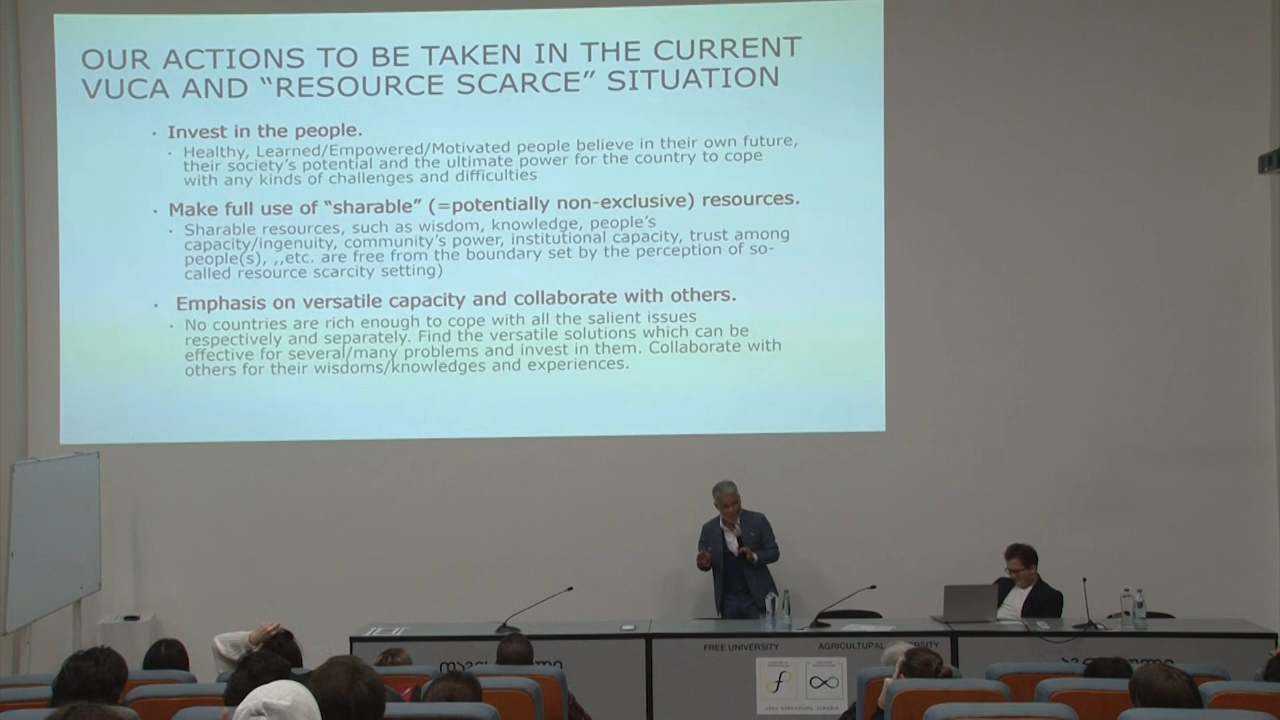 OUR ACTIONS TO BE TAKEN IN THE CURRENT
VUCA AND “RESOURCE SCARCE” SITUATION
• Invest in the people.
• Healthy, Learned/Empowered/Motivated people believe in their own future,
their society’s potential and the ultimate power for the country to cope
with any kinds of challenges and difficulties
• Make full use of “sharable” (=potentially non-exclusive) resources.
• Sharable resources, such as wisdom, knowledge, people’s
capacity/ingenuity, community’s power, institutional capacity, trust among
people(s), ,,etc. are free from the boundary set by the perception of so-
called resource scarcity setting)
• Emphasis on versatile capacity and collaborate with others.
• No countries are rich enough to cope with all the salient issues
respectively and separately. Find the versatile solutions which can be
effective for several/many problems and invest in them. Collaborate with
others for their wisdoms/knowledges and experiences.
FREE UNIVERSITY
AGRICULTURAL